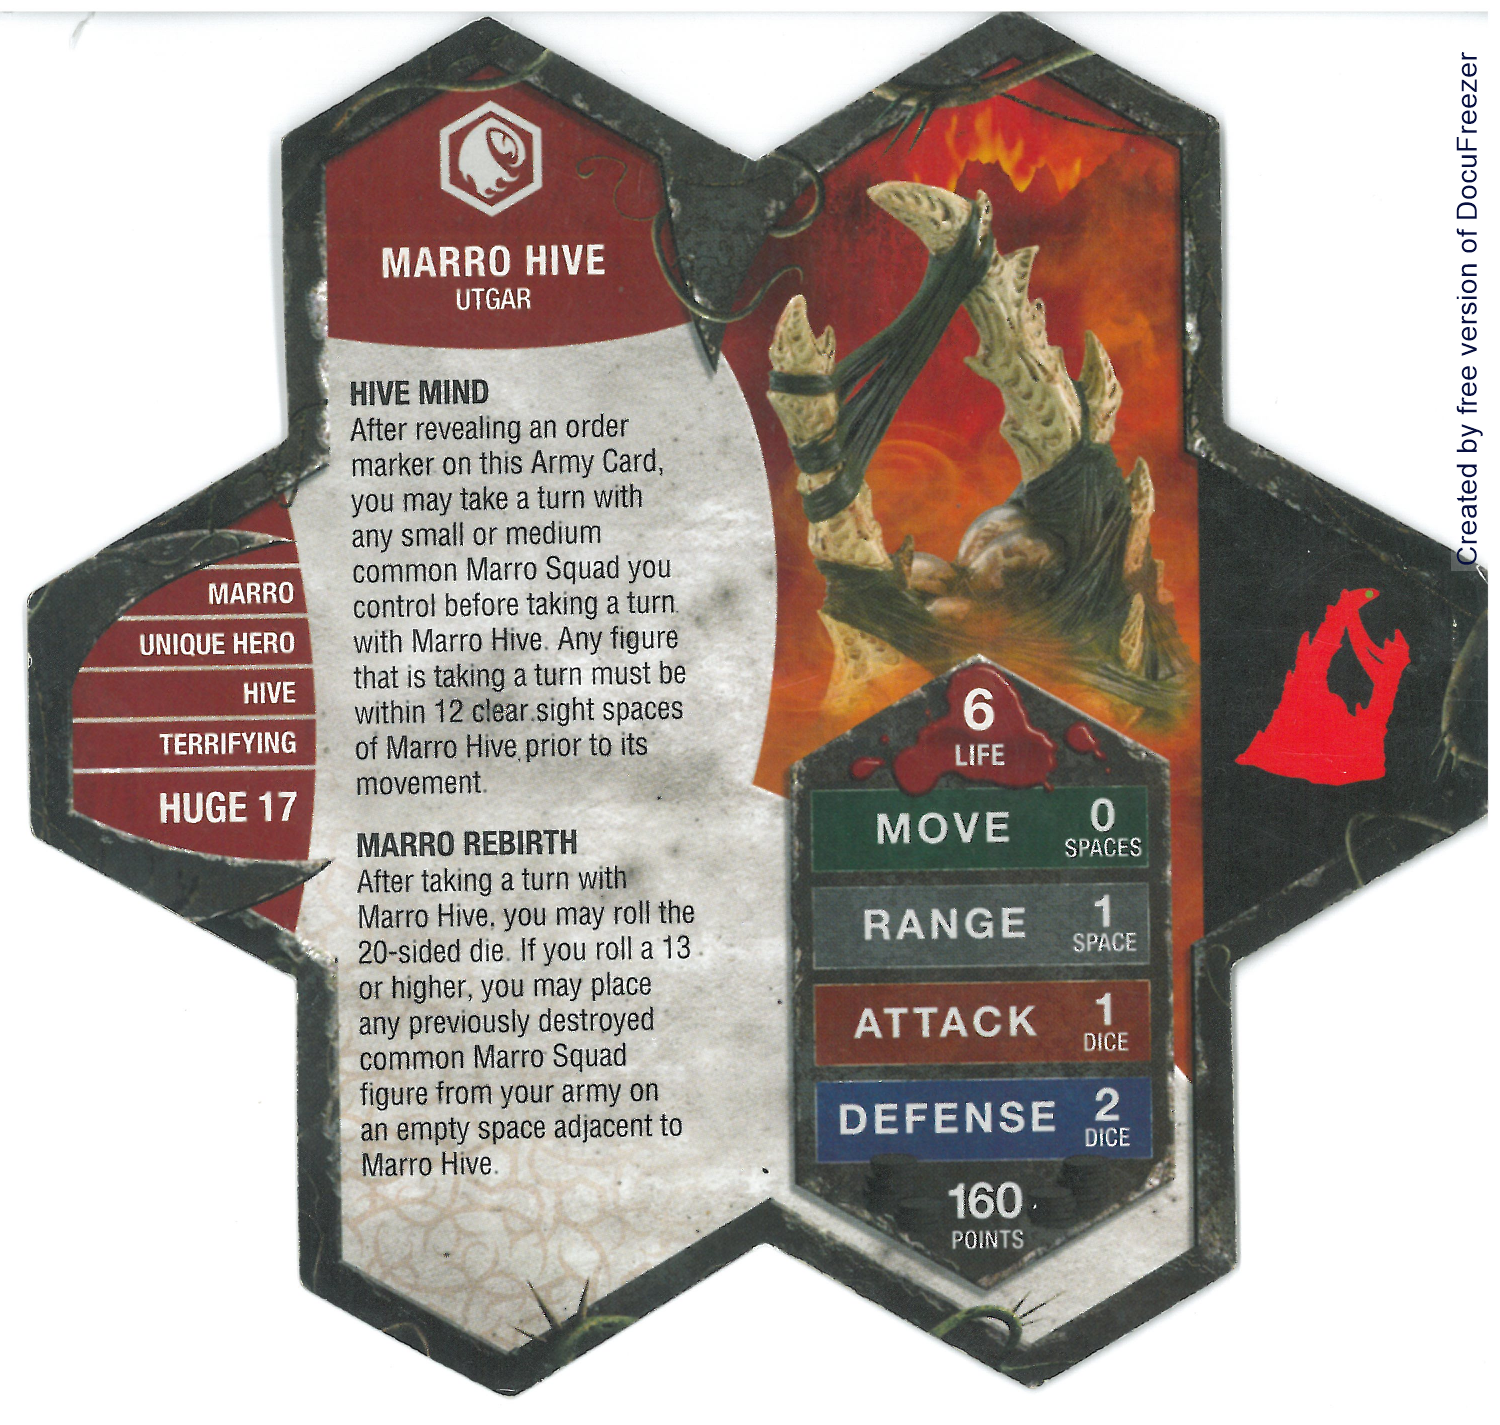 MARRO HIVE
UTGAR
HIVE MIND
After revealing an order
marker on this Army Card,
you may take a turn with
any small or medium
common Marro Squad you
control before taking a turn
with Marro Hive. Any figure
that is taking a turn must be
within 12 clear sight spaces
of Marro Hive prior to its
movement.
MARRO REBIRTH
After taking a turn with
Marro Hive, you may roll the
20-sided die. If you roll a 13
or higher, you may place
any previously destroyed
common Marro Squad
figure from your army on
an empty space adjacent to
Marro Hive.
MARRO
UNIQUE HERO
HIVE
TERRIFYING
HUGE 17
6
LIFE
MOVE 0
SPACES
RANGE 1
SPACE
ATTACK 1
DICE
DEFENSE 2
DICE
160
POINTS
Created by free version of DocuFreezer